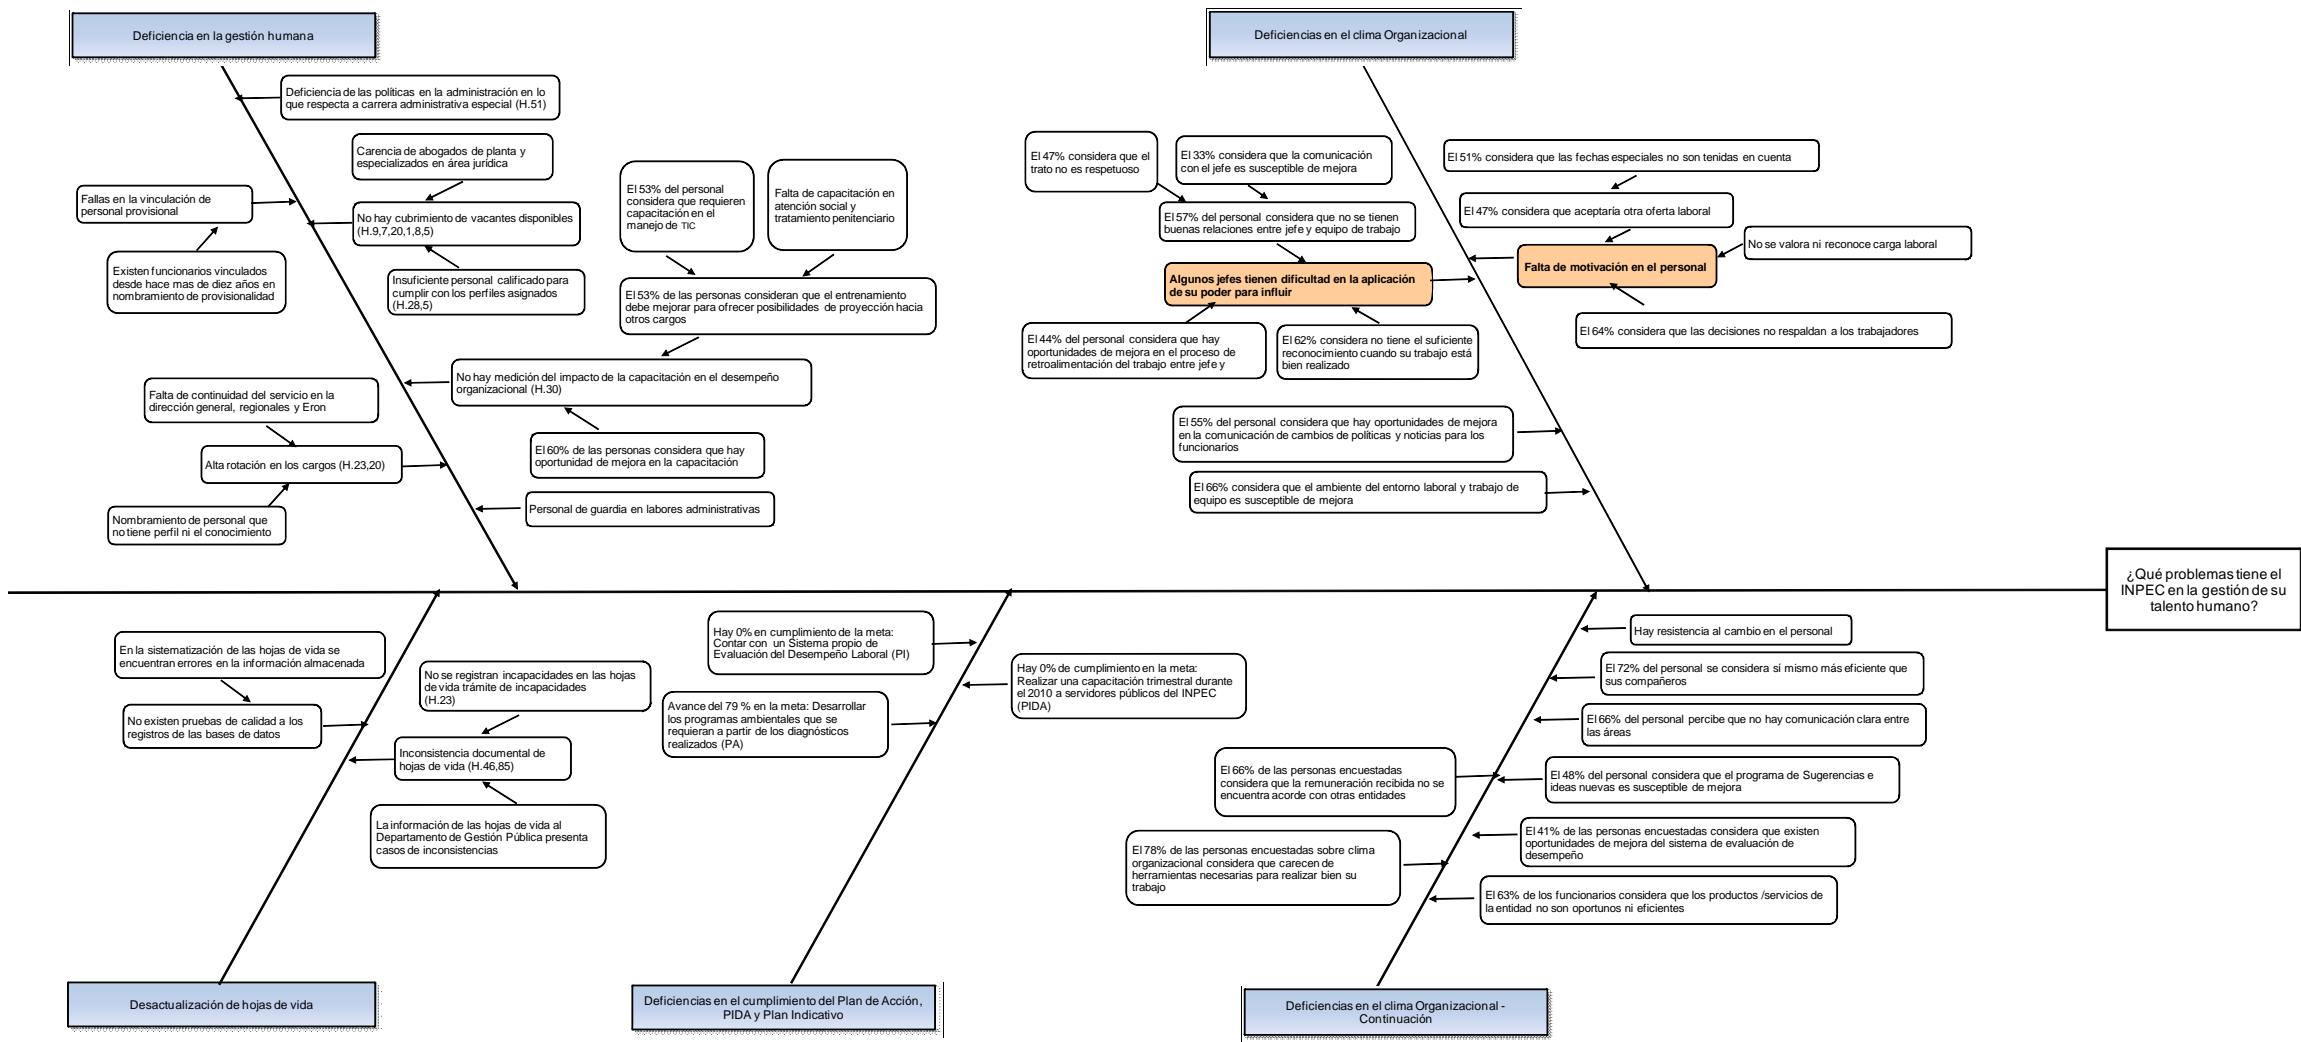 Deficiencia en la gestión humana
Deficiencias en el clima Organizacional
Deficiencia de las políticas en la administración en lo
que respecta a carrera administrativa especial (H.51)
Carencia de abogados de planta y
especializados en área jurídica
Fallas en la vinculación de
personal provisional
No hay cubrimiento de vacantes disponibles
(H.9,7,20,1,8,5)
Existen funcionarios vinculados
desde hace mas de diez años en
nombramiento de provisionalidad
Insuficiente personal calificado para
cumplir con los perfiles asignados
(H.28,5)
El 53% del personal
considera que requieren
capacitación en el
manejo de TIC
Falta de capacitación en
atención social y
tratamiento penitenciario
El 53% de las personas consideran que el entrenamiento
debe mejorar para ofrecer posibilidades de proyección hacia
otros cargos
No hay medición del impacto de la capacitación en el desempeño
organizacional (H.30)
El 60% de las personas considera que hay
oportunidad de mejora en la capacitación
Falta de continuidad del servicio en la
dirección general, regionales y Eron
Alta rotación en los cargos (H.23,20)
Nombramiento de personal que
no tiene perfil ni el conocimiento
Personal de guardia en labores administrativas
El 47% considera que el
trato no es respetuoso
El 33% considera que la comunicación
con el jefe es susceptible de mejora
El 57% del personal considera que no se tienen
buenas relaciones entre jefe y equipo de trabajo
Algunos jefes tienen dificultad en la aplicación
de su poder para influir
El 44% del personal considera que hay
oportunidades de mejora en el proceso de
retroalimentación del trabajo entre jefe y
El 62% considera no tiene el suficiente
reconocimiento cuando su trabajo está
bien realizado
El 51% considera que las fechas especiales no son tenidas en cuenta
El 47% considera que aceptaría otra oferta laboral
No se valora ni reconoce carga laboral
Falta de motivación en el personal
El 64% considera que las decisiones no respaldan a los trabajadores
El 55% del personal considera que hay oportunidades de mejora
en la comunicación de cambios de políticas y noticias para los
funcionarios
El 66% considera que el ambiente del entorno laboral y trabajo de
equipo es susceptible de mejora
¿Qué problemas tiene el
INPEC en la gestión de su
talento humano?
En la sistematización de las hojas de vida se
encuentran errores en la información almacenada
No existen pruebas de calidad a los
registros de las bases de datos
No se registran incapacidades en las hojas
de vida trámite de incapacidades
(H.23)
Inconsistencia documental de
hojas de vida (H.46,85)
La información de las hojas de vida al
Departamento de Gestión Pública presenta
casos de inconsistencias
Hay 0% en cumplimiento de la meta:
Contar con un Sistema propio de
Evaluación del Desempeño Laboral (PI)
Hay 0% de cumplimiento en la meta:
Realizar una capacitación trimestral durante
el 2010 a servidores públicos del INPEC
(PIDA)
Avance del 79 % en la meta: Desarrollar
los programas ambientales que se
requieran a partir de los diagnósticos
realizados (PA)
Hay resistencia al cambio en el personal
El 72% del personal se considera sí mismo más eficiente que
sus compañeros
El 66% del personal percibe que no hay comunicación clara entre
las áreas
El 66% de las personas encuestadas
considera que la remuneración recibida no se
encuentra acorde con otras entidades
El 48% del personal considera que el programa de Sugerencias e
ideas nuevas es susceptible de mejora
El 41% de las personas encuestadas considera que existen
oportunidades de mejora del sistema de evaluación de
desempeño
El 78% de las personas encuestadas sobre clima
organizacional considera que carecen de
herramientas necesarias para realizar bien su
trabajo
El 63% de los funcionarios considera que los productos /servicios de
la entidad no son oportunos ni eficientes
Desactualización de hojas de vida
Deficiencias en el cumplimiento del Plan de Acción,
PIDA y Plan Indicativo
Deficiencias en el clima Organizacional -
Continuación